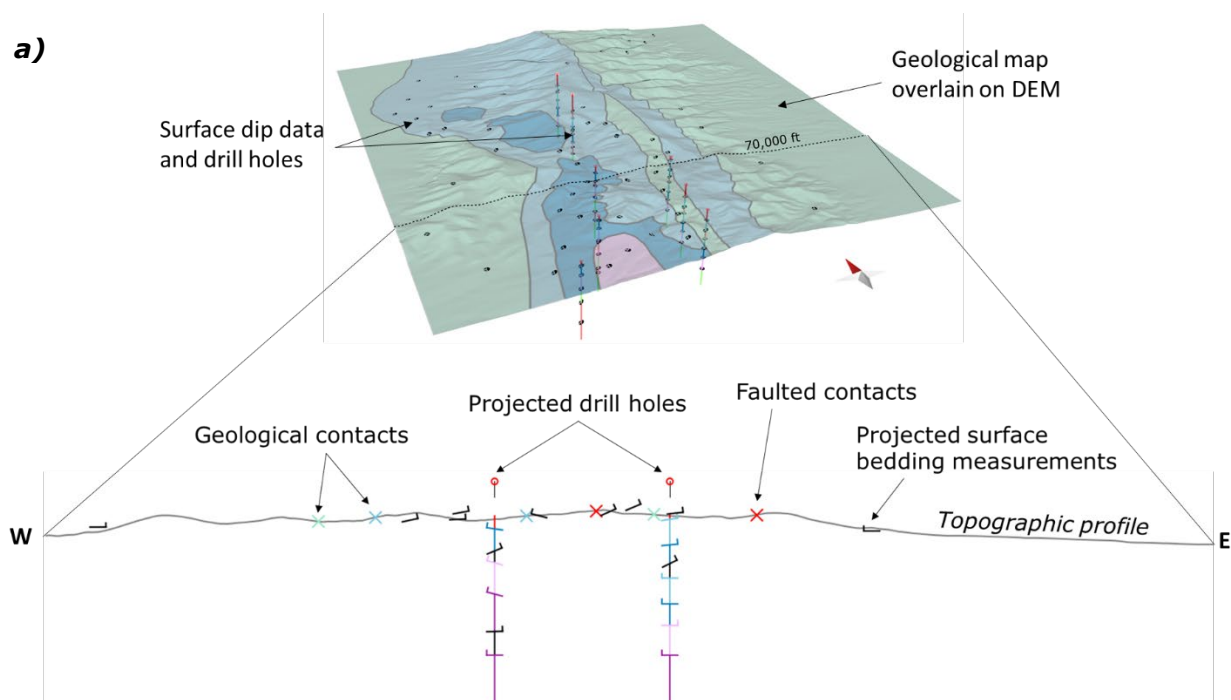 a)
Geological map
overlain on DEM
Surface dip data
and drill holes
70,000 ft
Projected drill holes
Faulted contacts
Geological contacts
Projected surface
bedding measurements
W
Topographic profile
E